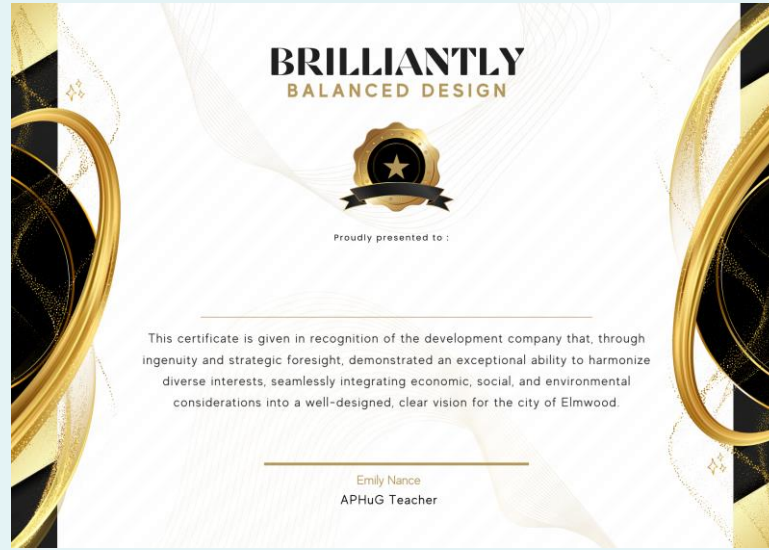 BRILLIANTLY
BALANCED DESIGN
Proudly presented to :
This certificate is given in recognition of the development company that, through
ingenuity and strategic foresight, demonstrated an exceptional ability to harmonize
diverse interests, seamlessly integrating economic, social, and environmental
considerations into a well-designed, clear vision for the city of Elmwood.
Emily Nance
APHuG Teacher